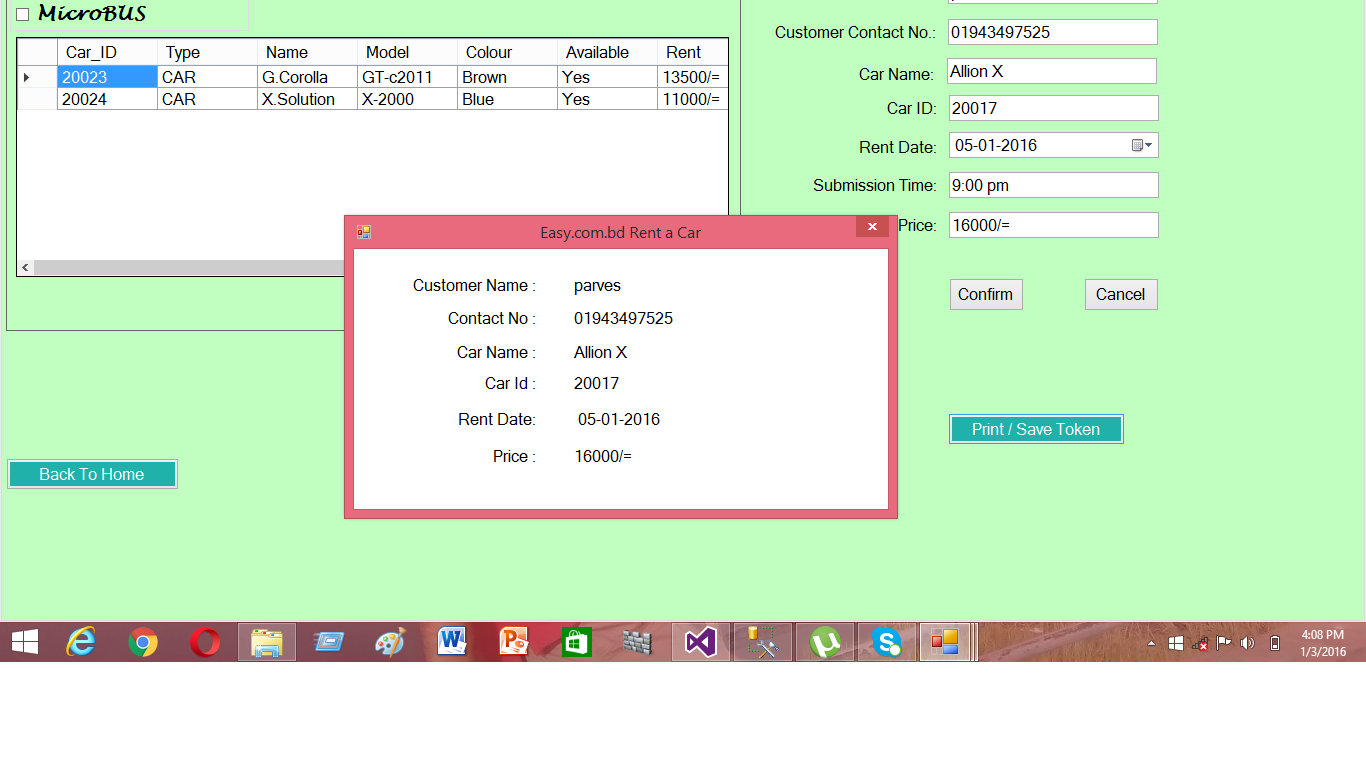 MicroBUS
Car_ID Type Name Model Colour Available Rent
20023 CAR G.Corolla GT-c2011 Brown Yes 13500/=
20024 CAR X.Solution X-2000 Blue Yes 11000/=
Customer Contact No.: 01943497525
Car Name: Allion X
Car ID: 20017
Rent Date: 05-01-2016
Submission Time: 9:00 pm
Price: 16000/=
Confirm Cancel
Print / Save Token
Back To Home
Easy.com.bd Rent a Car
Customer Name : parves
Contact No : 01943497525
Car Name : Allion X
Car Id : 20017
Rent Date: 05-01-2016
Price : 16000/=
4:08 PM
1/3/2016